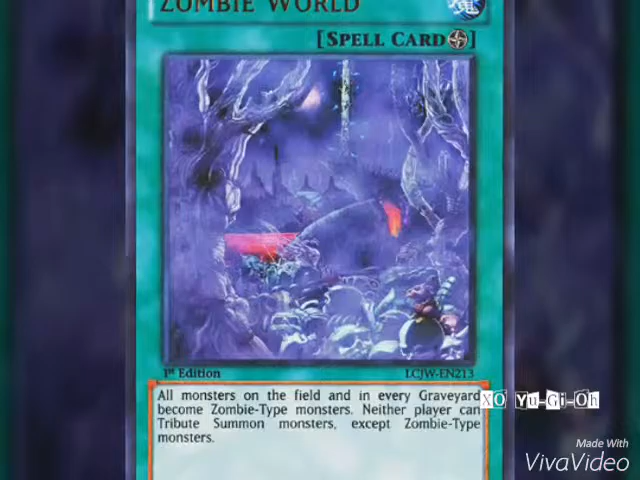 ZOMBIE WORLD
[SPELL CARD]
1st Edition
LCJW-EN213
All monsters on the field and in every Graveyard
become Zombie-Type monsters. Neither player can
Tribute Summon monsters, except Zombie-Type
monsters.
XO Yu-Gi-Oh
Made With
VivaVideo